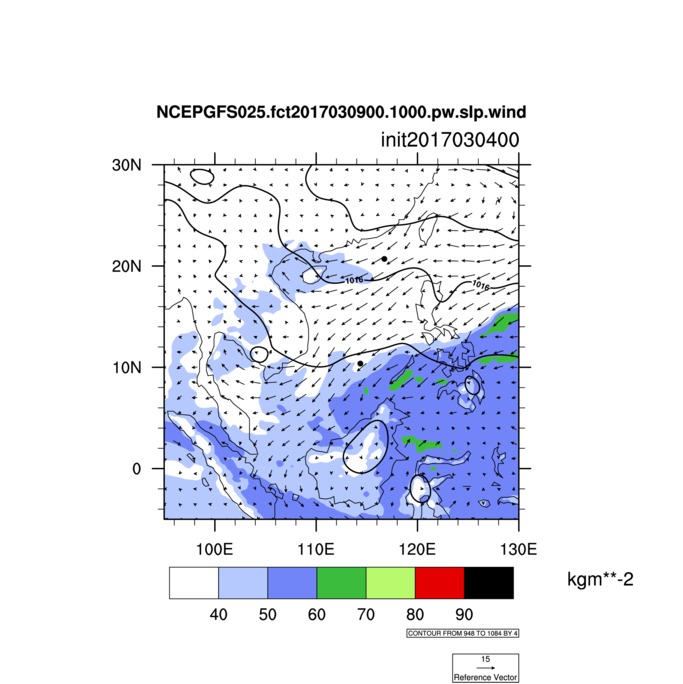 NCEPGFS025.fct2017030900.1000.pw.slp.wind
init2017030400
30N
20N
1016
1016
10N
0
100E 110E 120E 130E
kgm**-2
40 50 60 70 80 90
CONTOUR FROM 948 TO 1084 BY 4
15
Reference Vector